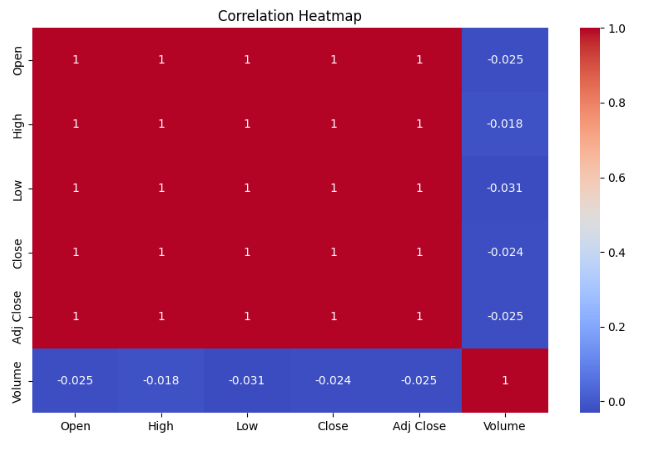 Correlation Heatmap
Open 1 1 1 1 1 -0.025
High 1 1 1 1 1 -0.018
Low 1 1 1 1 1 -0.031
Close 1 1 1 1 1 -0.024
Adj Close 1 1 1 1 1 -0.025
Volume -0.025 -0.018 -0.031 -0.024 -0.025 1
Open High Low Close Adj Close Volume
1.0
0.8
0.6
0.4
0.2
0.0